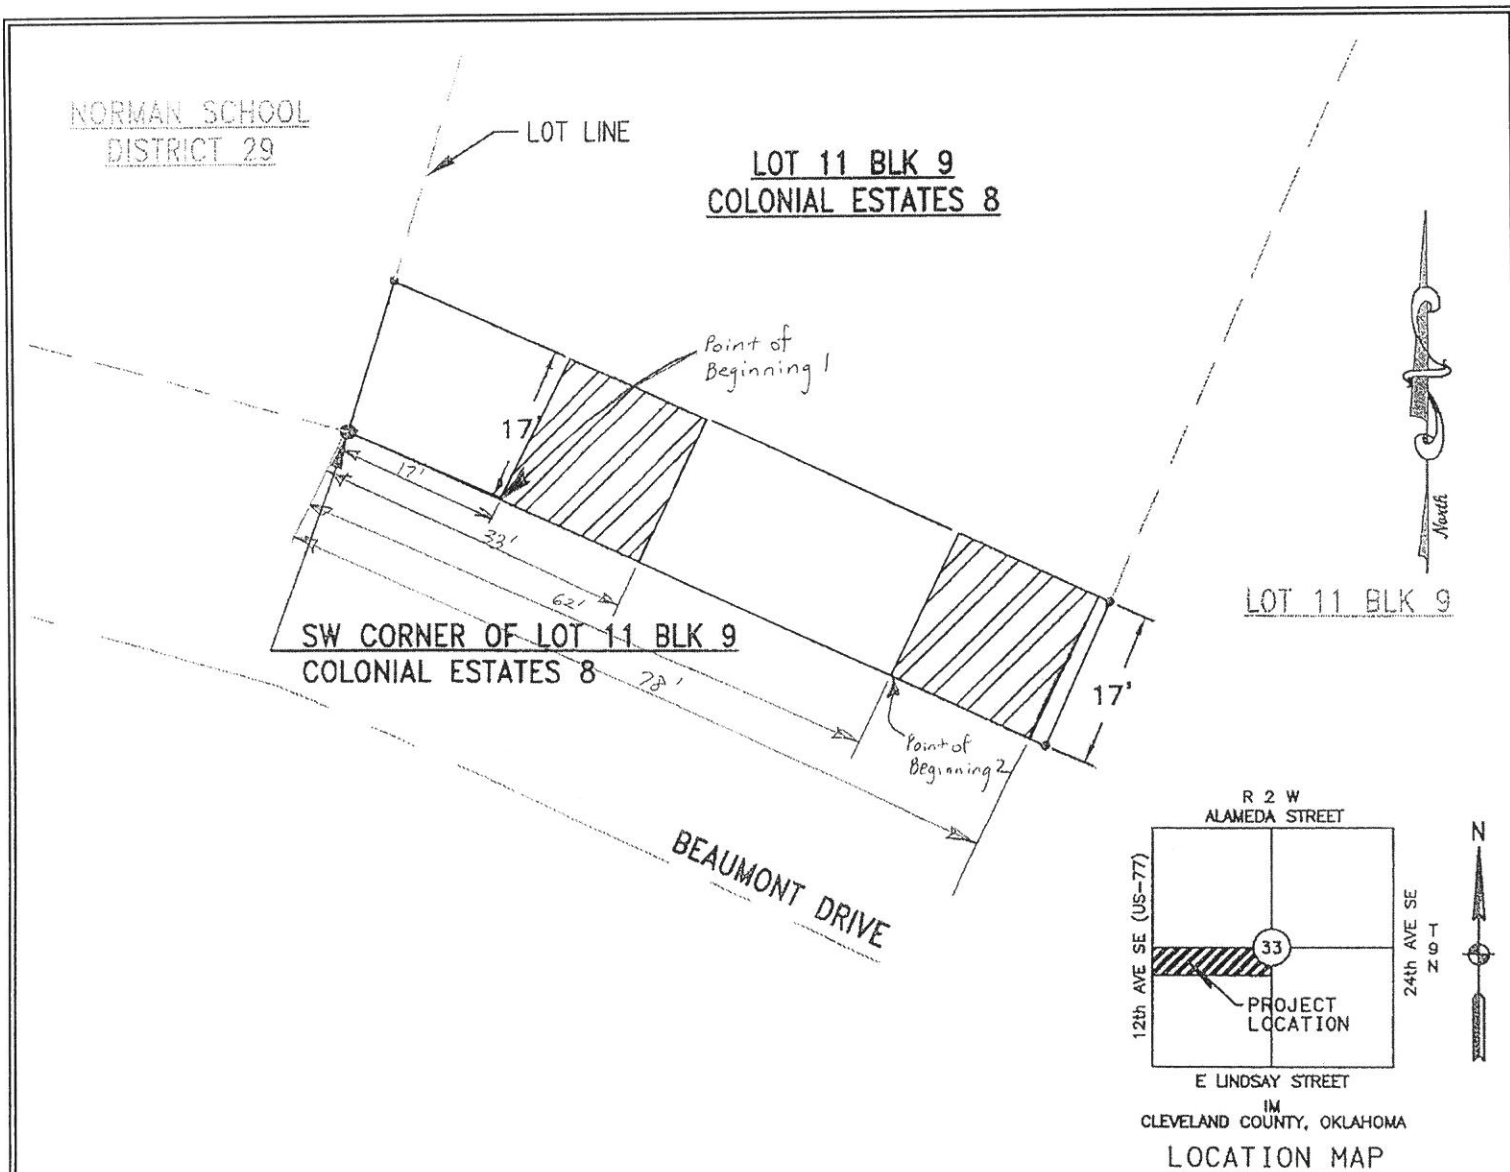 NORMAN SCHOOL
DISTRICT 29
LOT LINE
LOT 11 BLK 9
COLONIAL ESTATES 8
Point of
Beginning 1
17'
17'
33'
62'
78'
SW CORNER OF LOT 11 BLK 9
COLONIAL ESTATES 8
North
LOT 11 BLK 9
17'
Point of
Beginning 2
BEAUMONT DRIVE
R 2 W
ALAMEDA STREET
12th AVE SE (US-77)
33
24th AVE SE
T
9
N
N
PROJECT
LOCATION
E LINDSAY STREET
IM
CLEVELAND COUNTY, OKLAHOMA
LOCATION MAP